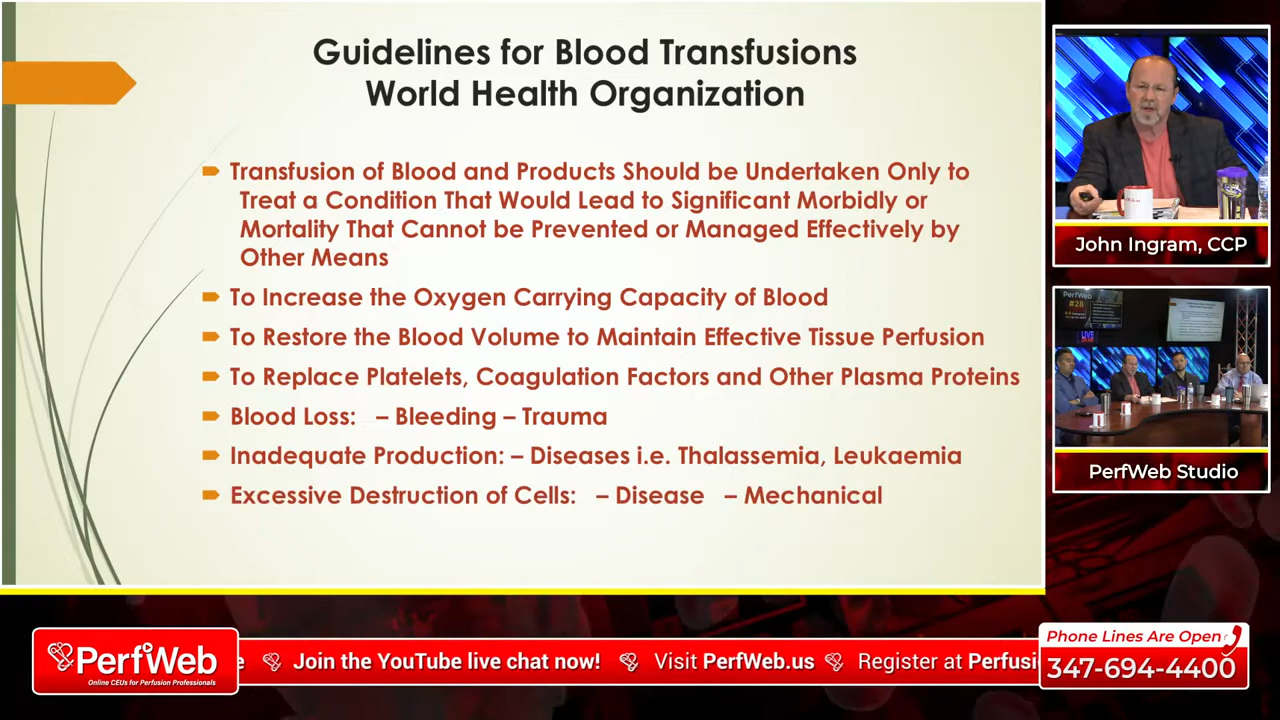 Guidelines for Blood Transfusions
World Health Organization
Transfusion of Blood and Products Should be Undertaken Only to
Treat a Condition That Would Lead to Significant Morbidly or
Mortality That Cannot be Prevented or Managed Effectively by
Other Means
To Increase the Oxygen Carrying Capacity of Blood
To Restore the Blood Volume to Maintain Effective Tissue Perfusion
To Replace Platelets, Coagulation Factors and Other Plasma Proteins
Blood Loss: – Bleeding – Trauma
Inadequate Production: – Diseases i.e. Thalassemia, Leukaemia
Excessive Destruction of Cells: – Disease – Mechanical
John Ingram, CCP
PerfWeb
#28
LIVE
PerfWeb Studio
PerfWeb
Online CEUs for Perfusion Professionals
e Join the YouTube live chat now! Visit PerfWeb.us Register at Perfusi
Phone Lines Are Open
347-694-4400